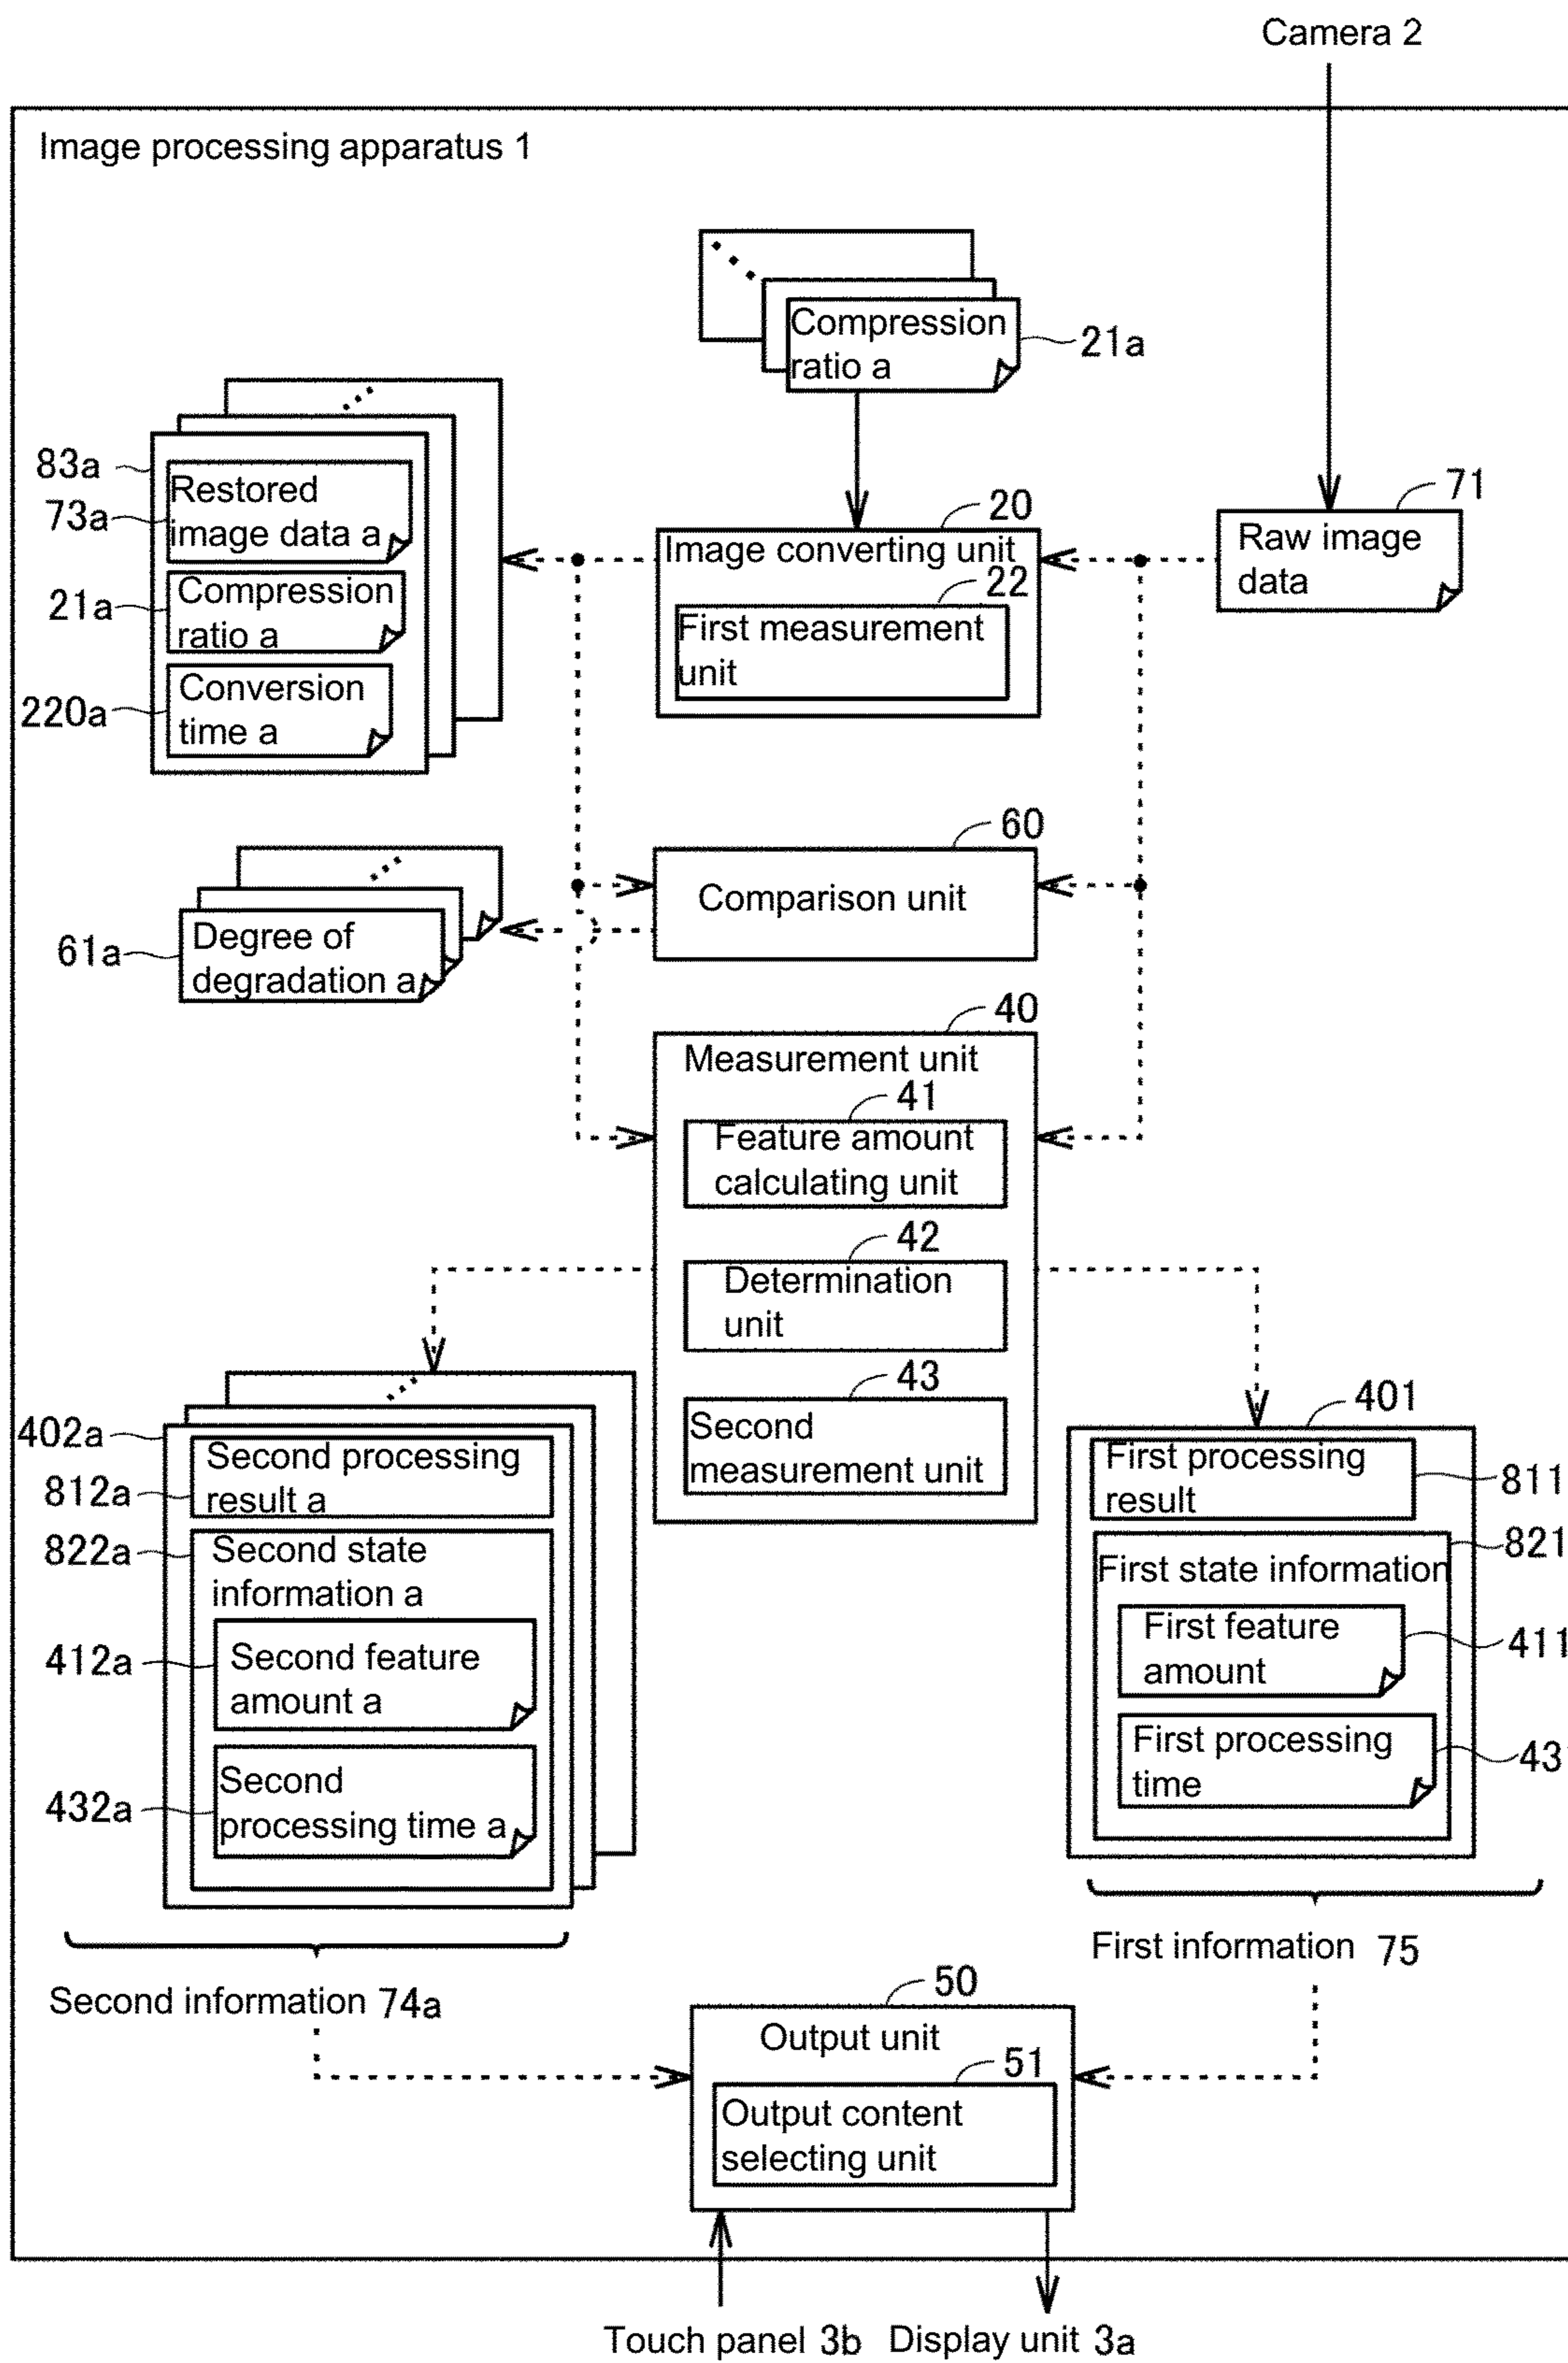 Camera 2
Image processing apparatus 1
Compression
ratio a
21a
83a
Restored
image data a
73a
Compression
ratio a
21a
Conversion
time a
220a
20
Image converting unit
22
First measurement
unit
71
Raw image
data
60
Comparison unit
61a
Degree of
degradation a
40
Measurement unit
41
Feature amount
calculating unit
42
Determination
unit
43
Second
measurement unit
402a
Second processing
result a
812a
822a
Second state
information a
412a
Second feature
amount a
432a
Second
processing time a
401
First processing
result
811
821
First state information
First feature
amount
411
First processing
time
43
Second information 74a
First information 75
50
Output unit
51
Output content
selecting unit
Touch panel 3b
Display unit 3a